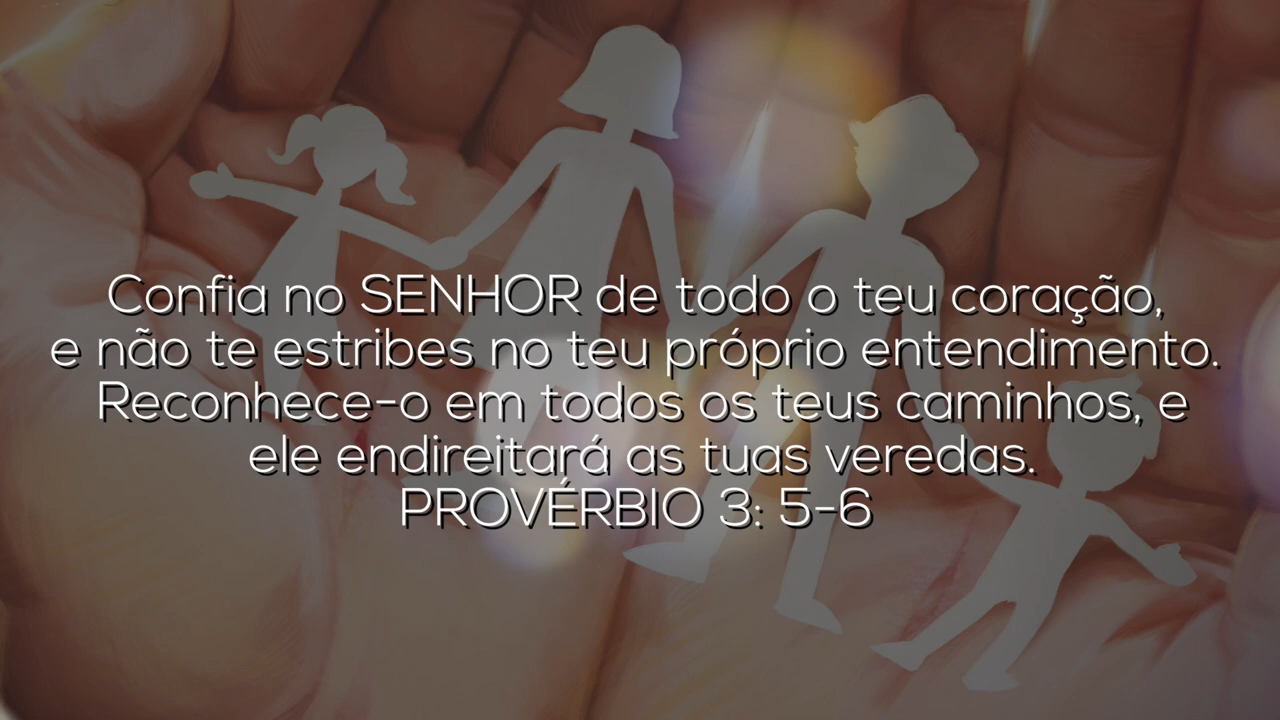 Confia no SENHOR de todo o teu coração,
e não te estribes no teu próprio entendimento.
Reconhece-o em todos os teus caminhos, e
ele endireitará as tuas veredas.
PROVÉRBIO 3: 5-6